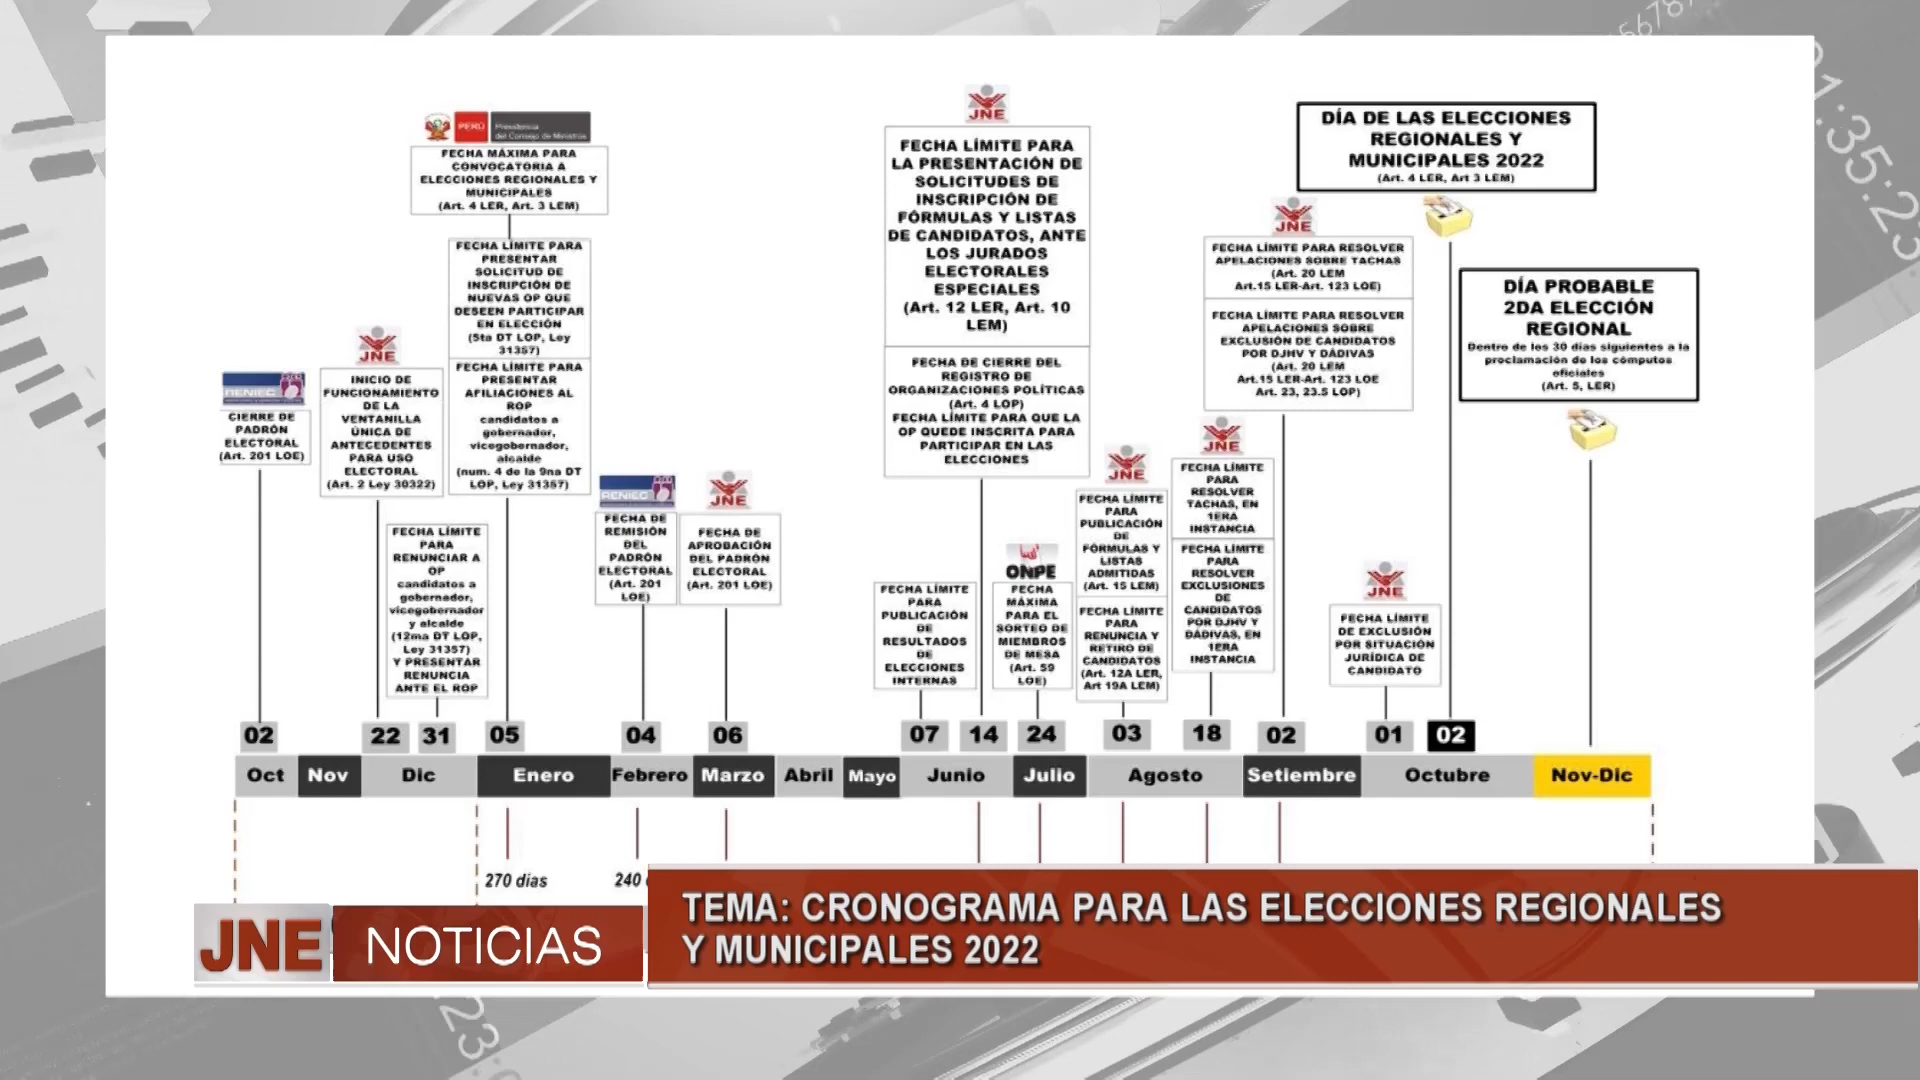 PERÚ
Presidencia
del Consejo de Ministros
FECHA MÁXIMA PARA
CONVOCATORIA A
ELECCIONES REGIONALES Y
MUNICIPALES
(Art. 4 LER, Art. 3 LEM)
FECHA LÍMITE PARA
PRESENTAR
SOLICITUD DE
INSCRIPCIÓN DE
NUEVAS OP QUE
DESEEN PARTICIPAR
EN ELECCIÓN
(5ta DT LOP, Ley
31357)
FECHA LÍMITE PARA
PRESENTAR
AFILIACIONES AL
ROP
candidatos a
gobernador,
vicegobernador,
alcalde
(num. 4 de la 9na DT
LOP, Ley 31357)
RENIEC
CIERRE DE
PADRÓN
ELECTORAL
(Art. 201 LOE)
JNE
INICIO DE
FUNCIONAMIENTO
DE LA
VENTANILLA
ÚNICA DE
ANTECEDENTES
PARA USO
ELECTORAL
(Art. 2 Ley 30322)
FECHA LÍMITE
PARA
RENUNCIAR A
OP
candidatos a
gobernador,
vicegobernador
y alcalde
(12ma DT LOP,
Ley 31357)
Y PRESENTAR
RENUNCIA
ANTE EL ROP
RENIEC
FECHA DE
REMISIÓN
DEL
PADRÓN
ELECTORAL
(Art. 201
LOE)
JNE
FECHA DE
APROBACIÓN
DEL PADRÓN
ELECTORAL
(Art. 201 LOE)
JNE
FECHA LÍMITE PARA
LA PRESENTACIÓN DE
SOLICITUDES DE
INSCRIPCIÓN DE
FÓRMULAS Y LISTAS
DE CANDIDATOS, ANTE
LOS JURADOS
ELECTORALES
ESPECIALES
(Art. 12 LER, Art. 10
LEM)
FECHA DE CIERRE DEL
REGISTRO DE
ORGANIZACIONES POLÍTICAS
(Art. 4 LOP)
FECHA LÍMITE PARA QUE LA
OP QUEDE INSCRITA PARA
PARTICIPAR EN LAS
ELECCIONES
FECHA LÍMITE
PARA
PUBLICACIÓN
DE
RESULTADOS
DE
ELECCIONES
INTERNAS
ONPE
FECHA
MÁXIMA
PARA EL
SORTEO DE
MIEMBROS
DE MESA
(Art. 59
LOE)
JNE
FECHA LÍMITE
PARA
PUBLICACIÓN
DE
FÓRMULAS Y
LISTAS
ADMITIDAS
(Art. 15 LEM)
FECHA LÍMITE
PARA
RENUNCIA Y
RETIRO DE
CANDIDATOS
(Art. 12A LER,
Art 19A LEM)
JNE
FECHA LÍMITE
PARA
RESOLVER
TACHAS, EN
1ERA
INSTANCIA
FECHA LÍMITE
PARA
RESOLVER
EXCLUSIONES
DE
CANDIDATOS
POR DJHV Y
DÁDIVAS, EN
1ERA
INSTANCIA
JNE
FECHA LÍMITE PARA RESOLVER
APELACIONES SOBRE TACHAS
(Art. 20 LEM
Art.15 LER-Art. 123 LOE)
FECHA LÍMITE PARA RESOLVER
APELACIONES SOBRE
EXCLUSIÓN DE CANDIDATOS
POR DJHV Y DÁDIVAS
(Art. 20 LEM
Art.15 LER-Art. 123 LOE
Art. 23, 23.5 LOP)
JNE
FECHA LÍMITE
DE EXCLUSIÓN
POR SITUACIÓN
JURÍDICA DE
CANDIDATO
DÍA DE LAS ELECCIONES
REGIONALES Y
MUNICIPALES 2022
(Art. 4 LER, Art 3 LEM)
DÍA PROBABLE
2DA ELECCIÓN
REGIONAL
Dentro de los 30 días siguientes a la
proclamación de los cómputos
oficiales
(Art. 5, LER)
02 22 31 05 04 06 07 14 24 03 18 02 01 02
Oct Nov Dic Enero Febrero Marzo Abril Mayo Junio Julio Agosto Setiembre Octubre Nov-Dic
270 días 240
JNE NOTICIAS
TEMA: CRONOGRAMA PARA LAS ELECCIONES REGIONALES
Y MUNICIPALES 2022